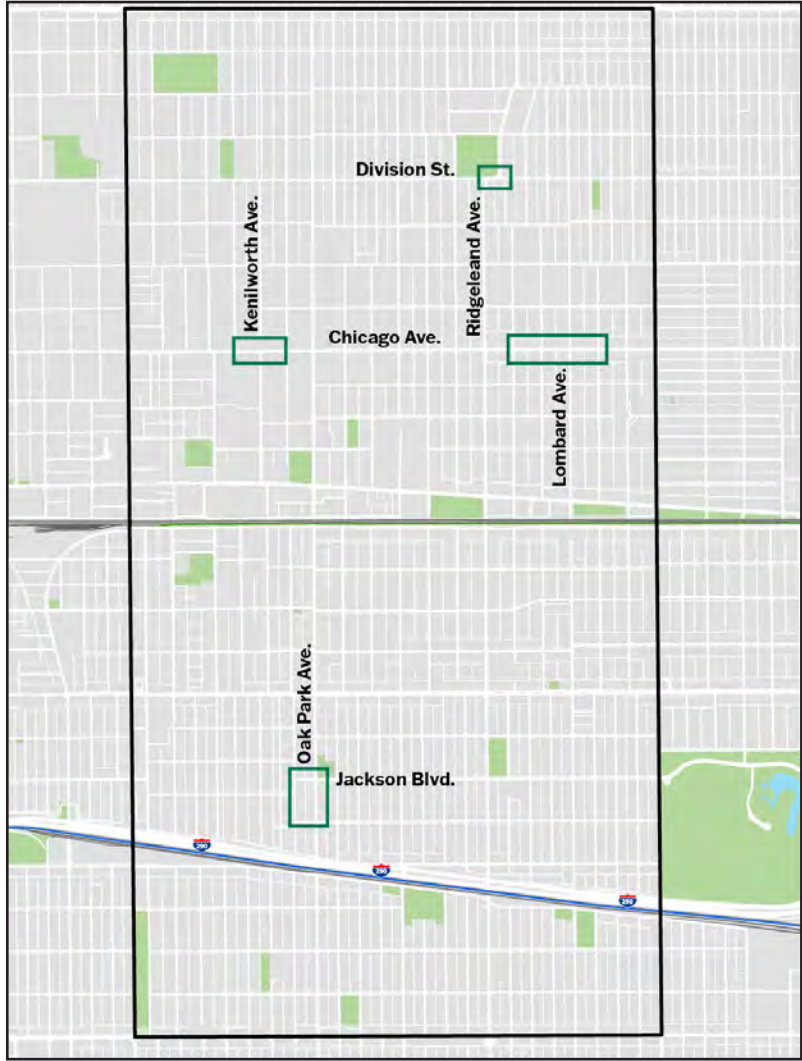 Division St.
Kenilworth Ave.
Ridgeleand Ave.
Chicago Ave.
Lombard Ave.
Oak Park Ave.
Jackson Blvd.
290
290
290